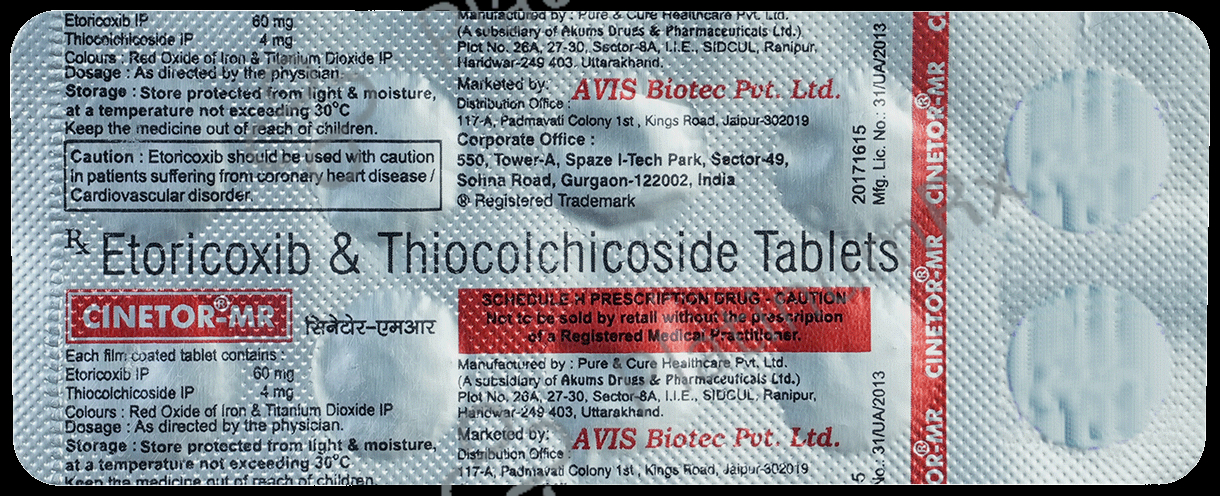 Etoricoxib IP 60 mg
Thiocolchicoside IP 4 mg
Colours : Red Oxide of Iron & Titanium Dioxide IP
Dosage : As directed by the physician.
Storage : Store protected from light & moisture,
at a temperature not exceeding 30°C
Keep the medicine out of reach of children.
Caution : Etoricoxib should be used with caution
in patients suffering from coronary heart disease /
Cardiovascular disorder.
Manufactured by : Pure & Cure Healthcare Pvt. Ltd.
(A subsidiary of Akums Drugs & Pharmaceuticals Ltd.)
Plot No. 26A, 27-30, Sector-8A, I.I.E., SIDCUL, Ranipur,
Haridwar-249 403, Uttarakhand.
Marketed by: AVIS Biotec Pvt. Ltd.
Distribution Office :
117-A, Padmavati Colony 1st , Kings Road, Jaipur-302019
Corporate Office :
550, Tower-A, Spaze I-Tech Park, Sector-49,
Sohna Road, Gurgaon-122002, India
® Registered Trademark
20171615
Mfg. Lic. No.: 31/UA/2013
Rx Etoricoxib & Thiocolchicoside Tablets
CINETOR®-MR सिनेटोर-एमआर
Each film coated tablet contains :
Etoricoxib IP 60 mg
Thiocolchicoside IP 4 mg
Colours : Red Oxide of Iron & Titanium Dioxide IP
Dosage : As directed by the physician.
Storage : Store protected from light & moisture,
at a temperature not exceeding 30°C
Keep the medicine out of reach of children.
SCHEDULE H PRESCRIPTION DRUG - CAUTION
Not to be sold by retail without the prescription
of a Registered Medical Practitioner.
Manufactured by : Pure & Cure Healthcare Pvt. Ltd.
(A subsidiary of Akums Drugs & Pharmaceuticals Ltd.)
Plot No. 26A, 27-30, Sector-8A, I.I.E., SIDCUL, Ranipur,
Haridwar-249 403, Uttarakhand.
Marketed by: AVIS Biotec Pvt. Ltd.
Distribution Office :
117-A, Padmavati Colony 1st , Kings Road, Jaipur-302019
5
No.: 31/UA/2013
OR-MR CINETOR®-MR CINETOR®-MR CINETOR®-MR CI